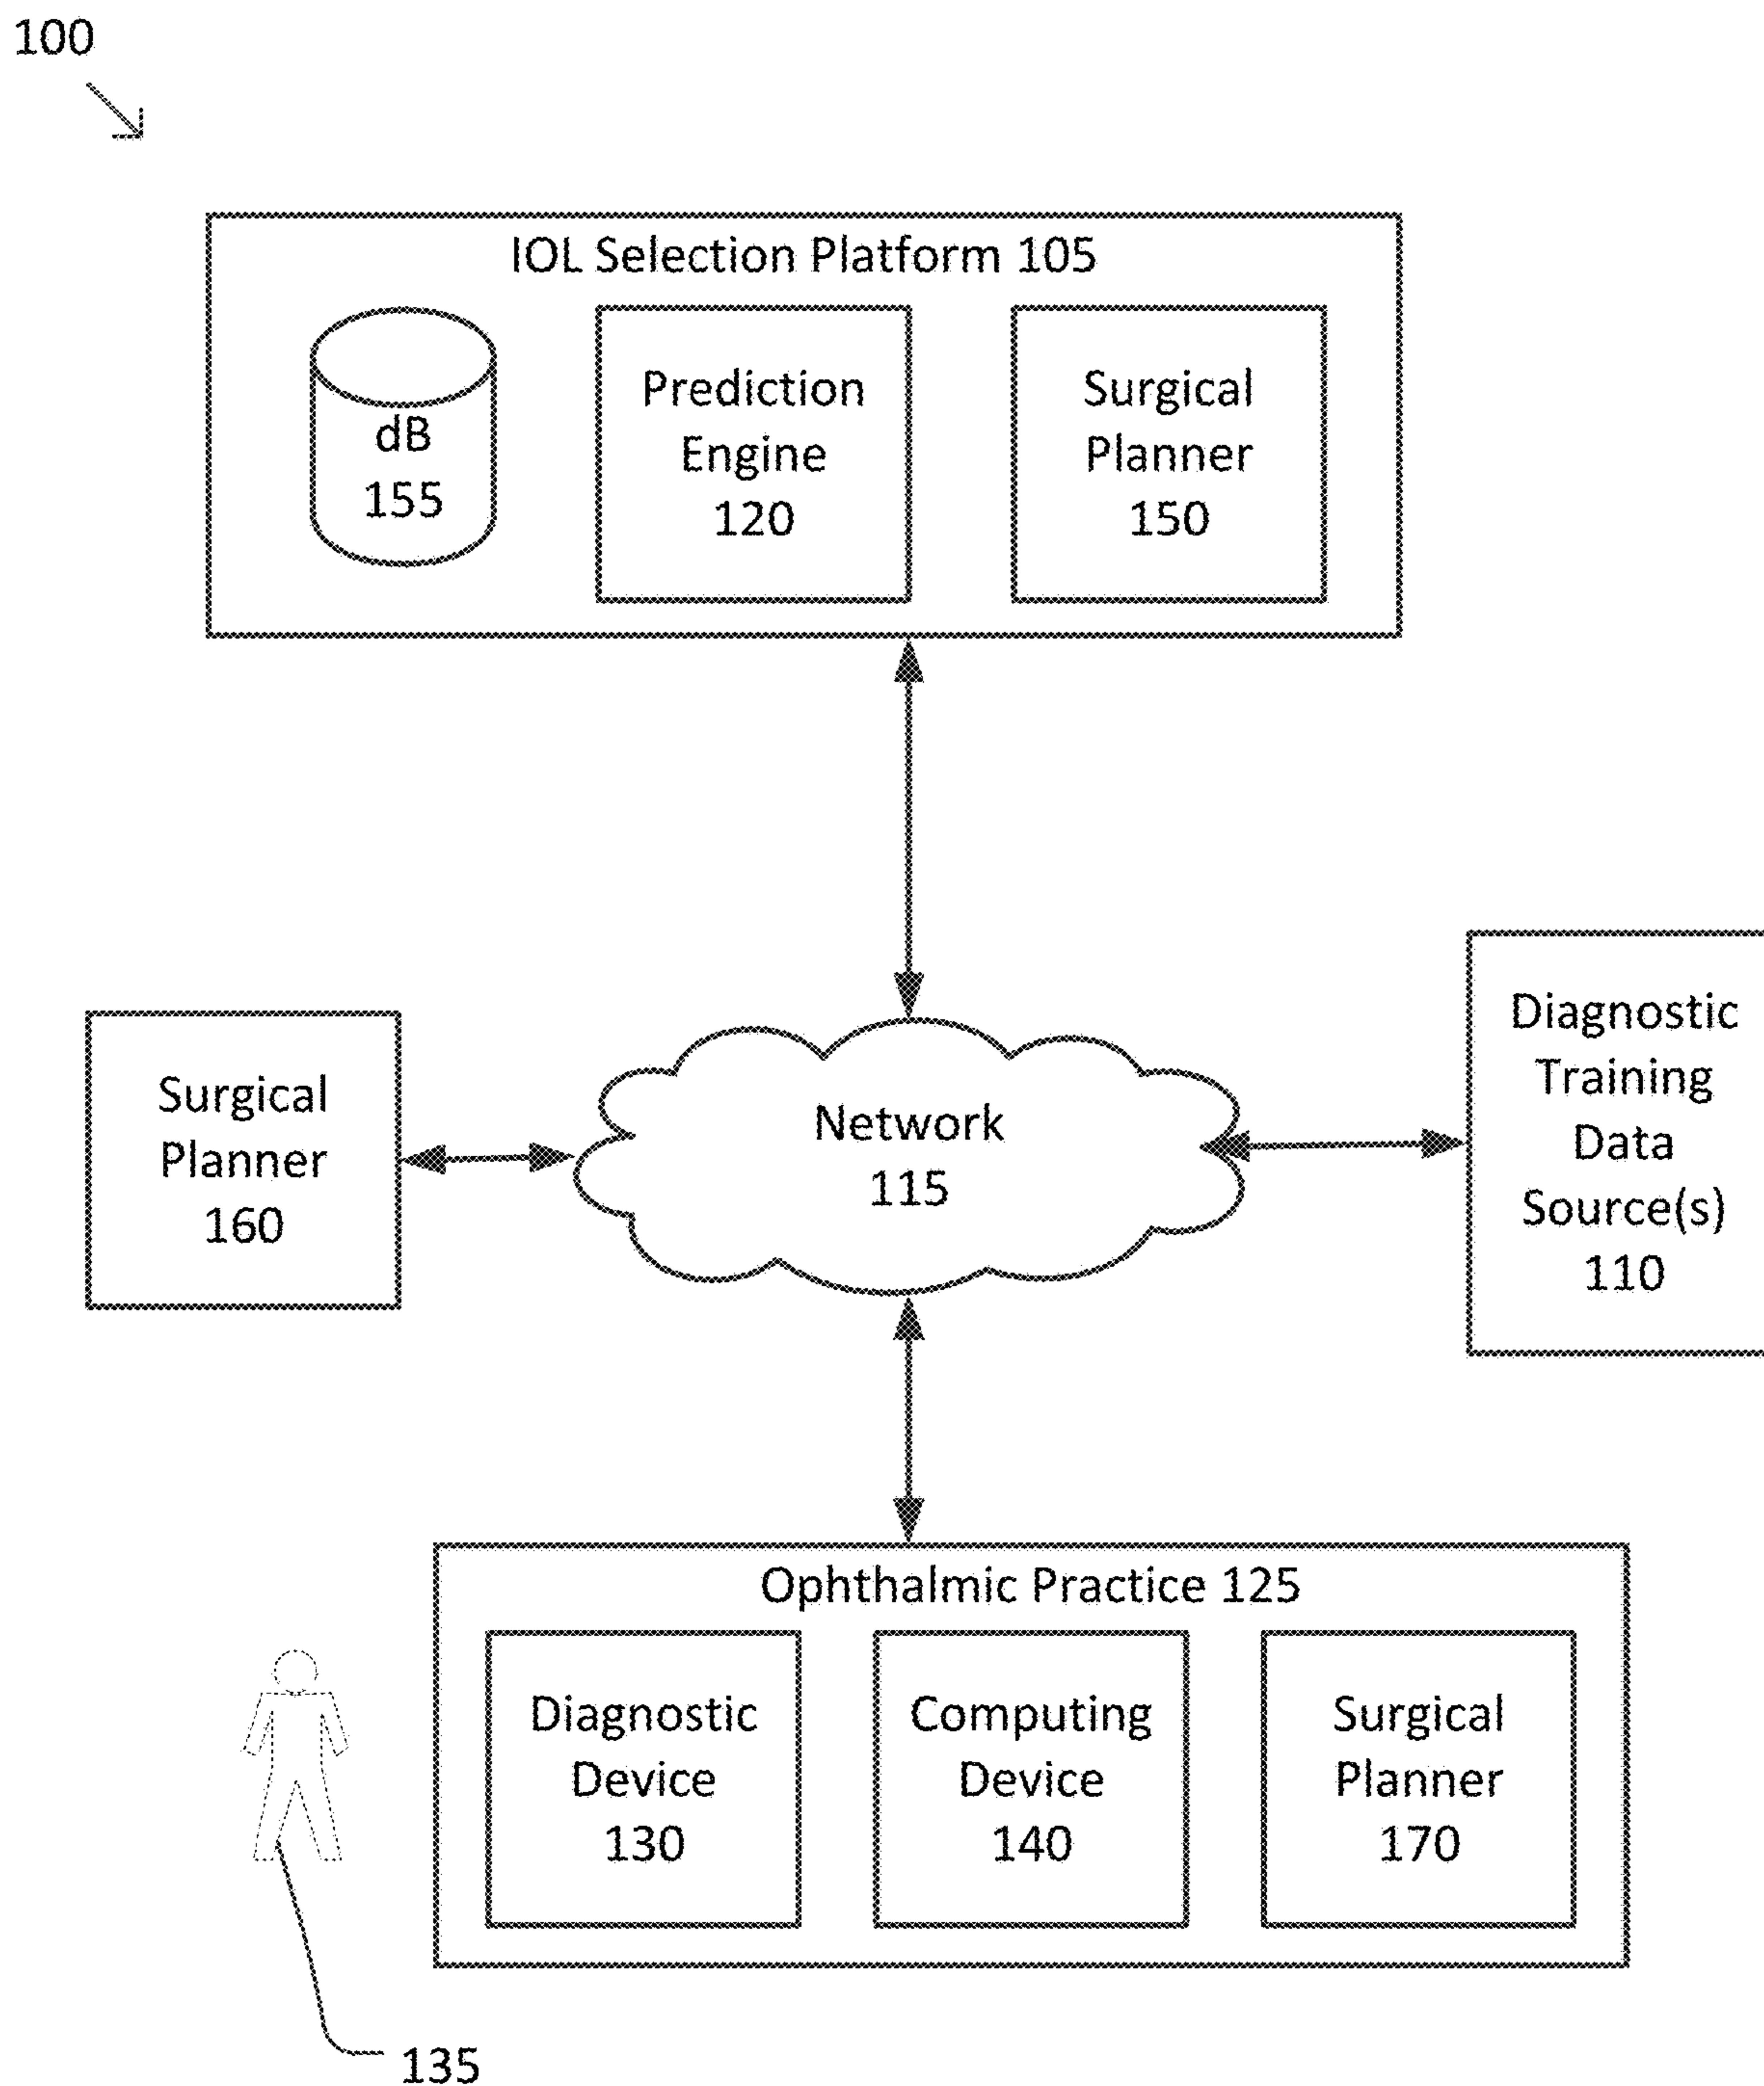 100
IOL Selection Platform 105
dB
155
Prediction
Engine
120
Surgical
Planner
150
Surgical
Planner
160
Network
115
Diagnostic
Training
Data
Source(s)
110
Ophthalmic Practice 125
Diagnostic
Device
130
Computing
Device
140
Surgical
Planner
170
135